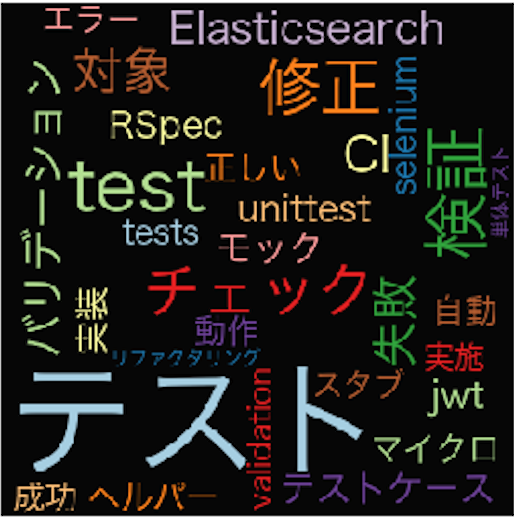 エラー
Elasticsearch
対象
修正
バリデーション
selenium
RSpec
CI
検証
単体テスト
test
正しい
unittest
tests
モック
チェック
実装
動作
失敗
自動
リファクタリング
実施
テスト
validation
スタブ
jwt
マイクロ
成功
ヘルパー
テストケース